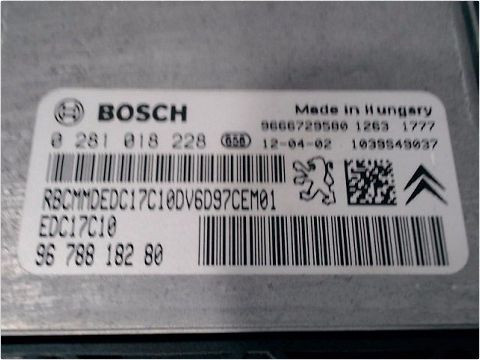 BOSCH
Made in Hungary
9666729580 1263 1777
0 281 018 228 656 12-04-02 1039S49037
RBCMMDEDC17C10DV6D97CEM01
EDC17C10
96 788 182 80